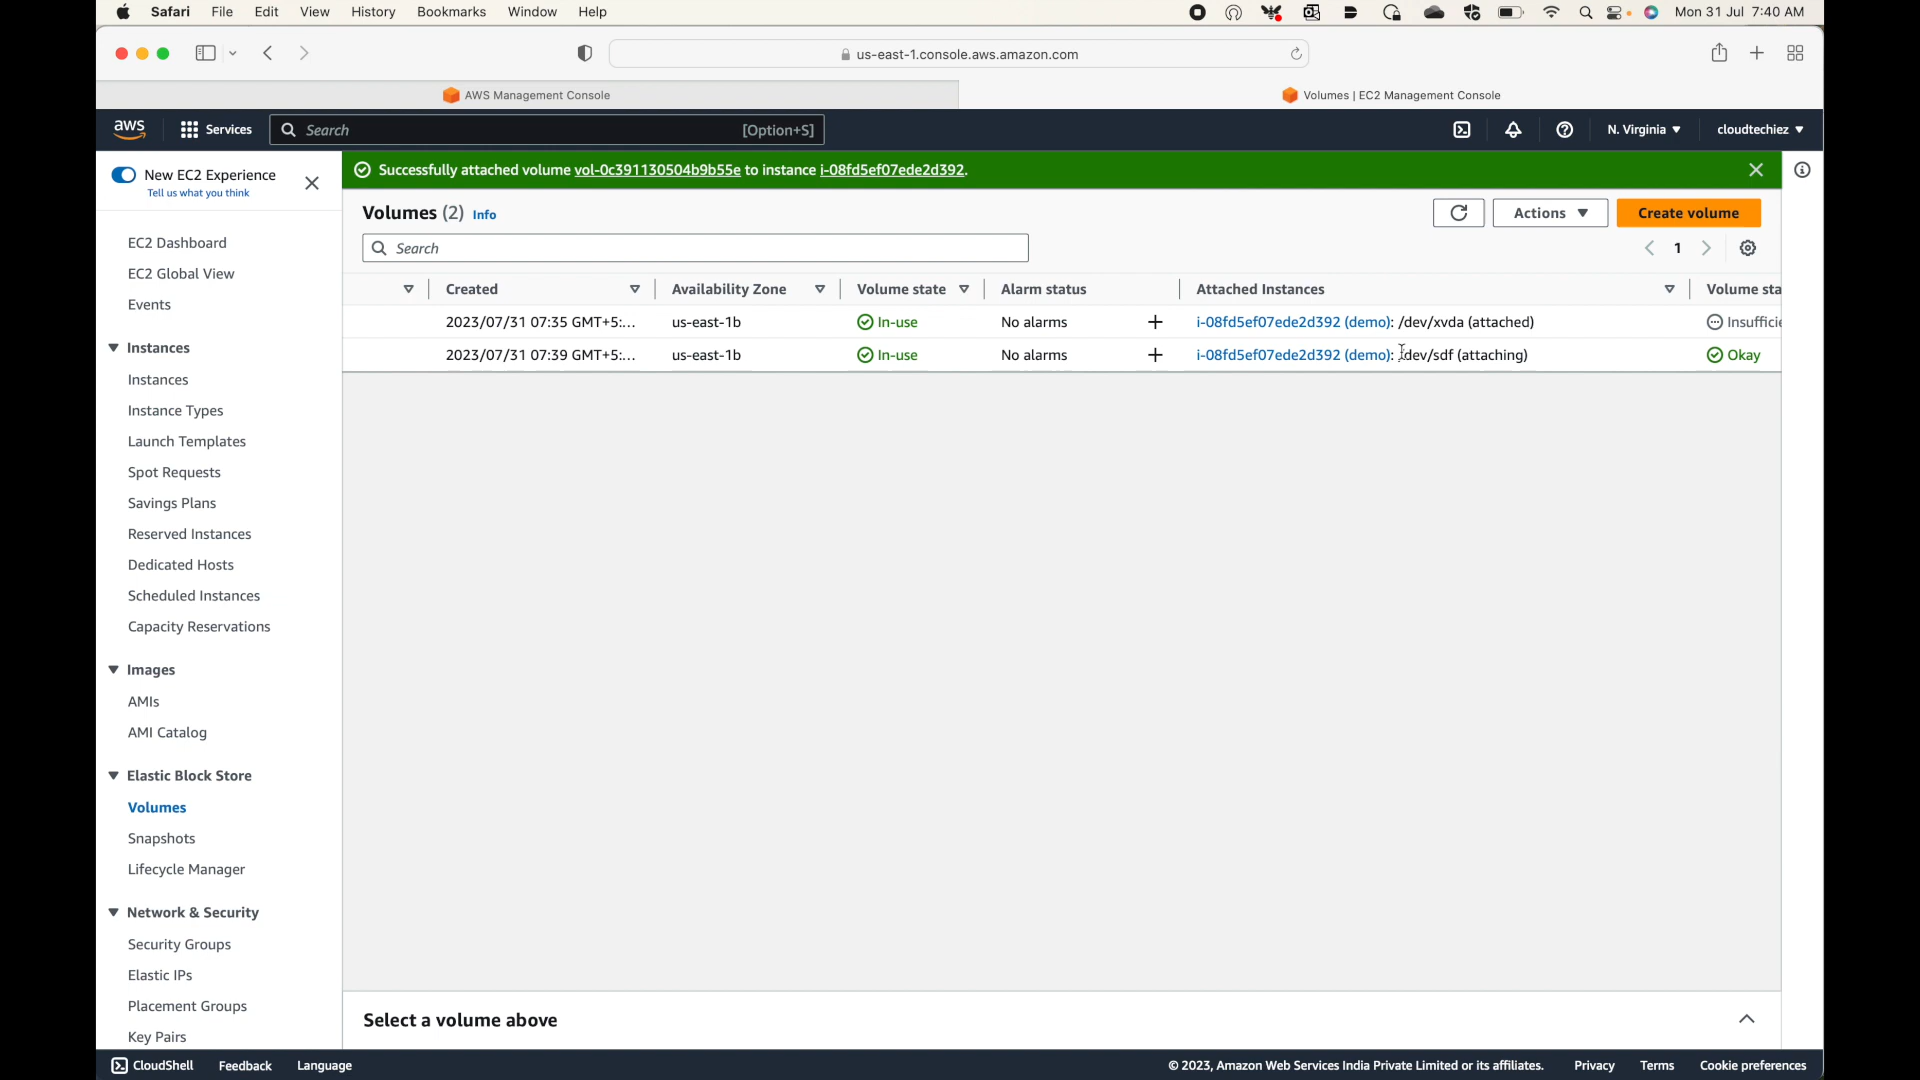 Safari File Edit View History Bookmarks Window Help Mon 31 Jul 7:40 AM
us-east-1.console.aws.amazon.com
AWS Management Console
Volumes | EC2 Management Console
aws Services Search [Option+S] N. Virginia cloudtechiez
New EC2 Experience
Tell us what you think
Successfully attached volume vol-0c391130504b9b55e to instance i-08fd5ef07ede2d392.
Volumes (2) Info
Actions
Create volume
Search
1
Created Availability Zone Volume state Alarm status Attached Instances Volume sta
2023/07/31 07:35 GMT+5:... us-east-1b In-use No alarms + i-08fd5ef07ede2d392 (demo): /dev/xvda (attached) Insufficie
2023/07/31 07:39 GMT+5:... us-east-1b In-use No alarms + i-08fd5ef07ede2d392 (demo): /dev/sdf (attaching) Okay
EC2 Dashboard
EC2 Global View
Events
Instances
Instances
Instance Types
Launch Templates
Spot Requests
Savings Plans
Reserved Instances
Dedicated Hosts
Scheduled Instances
Capacity Reservations
Images
AMIs
AMI Catalog
Elastic Block Store
Volumes
Snapshots
Lifecycle Manager
Network & Security
Security Groups
Elastic IPs
Placement Groups
Key Pairs
Select a volume above
CloudShell Feedback Language © 2023, Amazon Web Services India Private Limited or its affiliates. Privacy Terms Cookie preferences